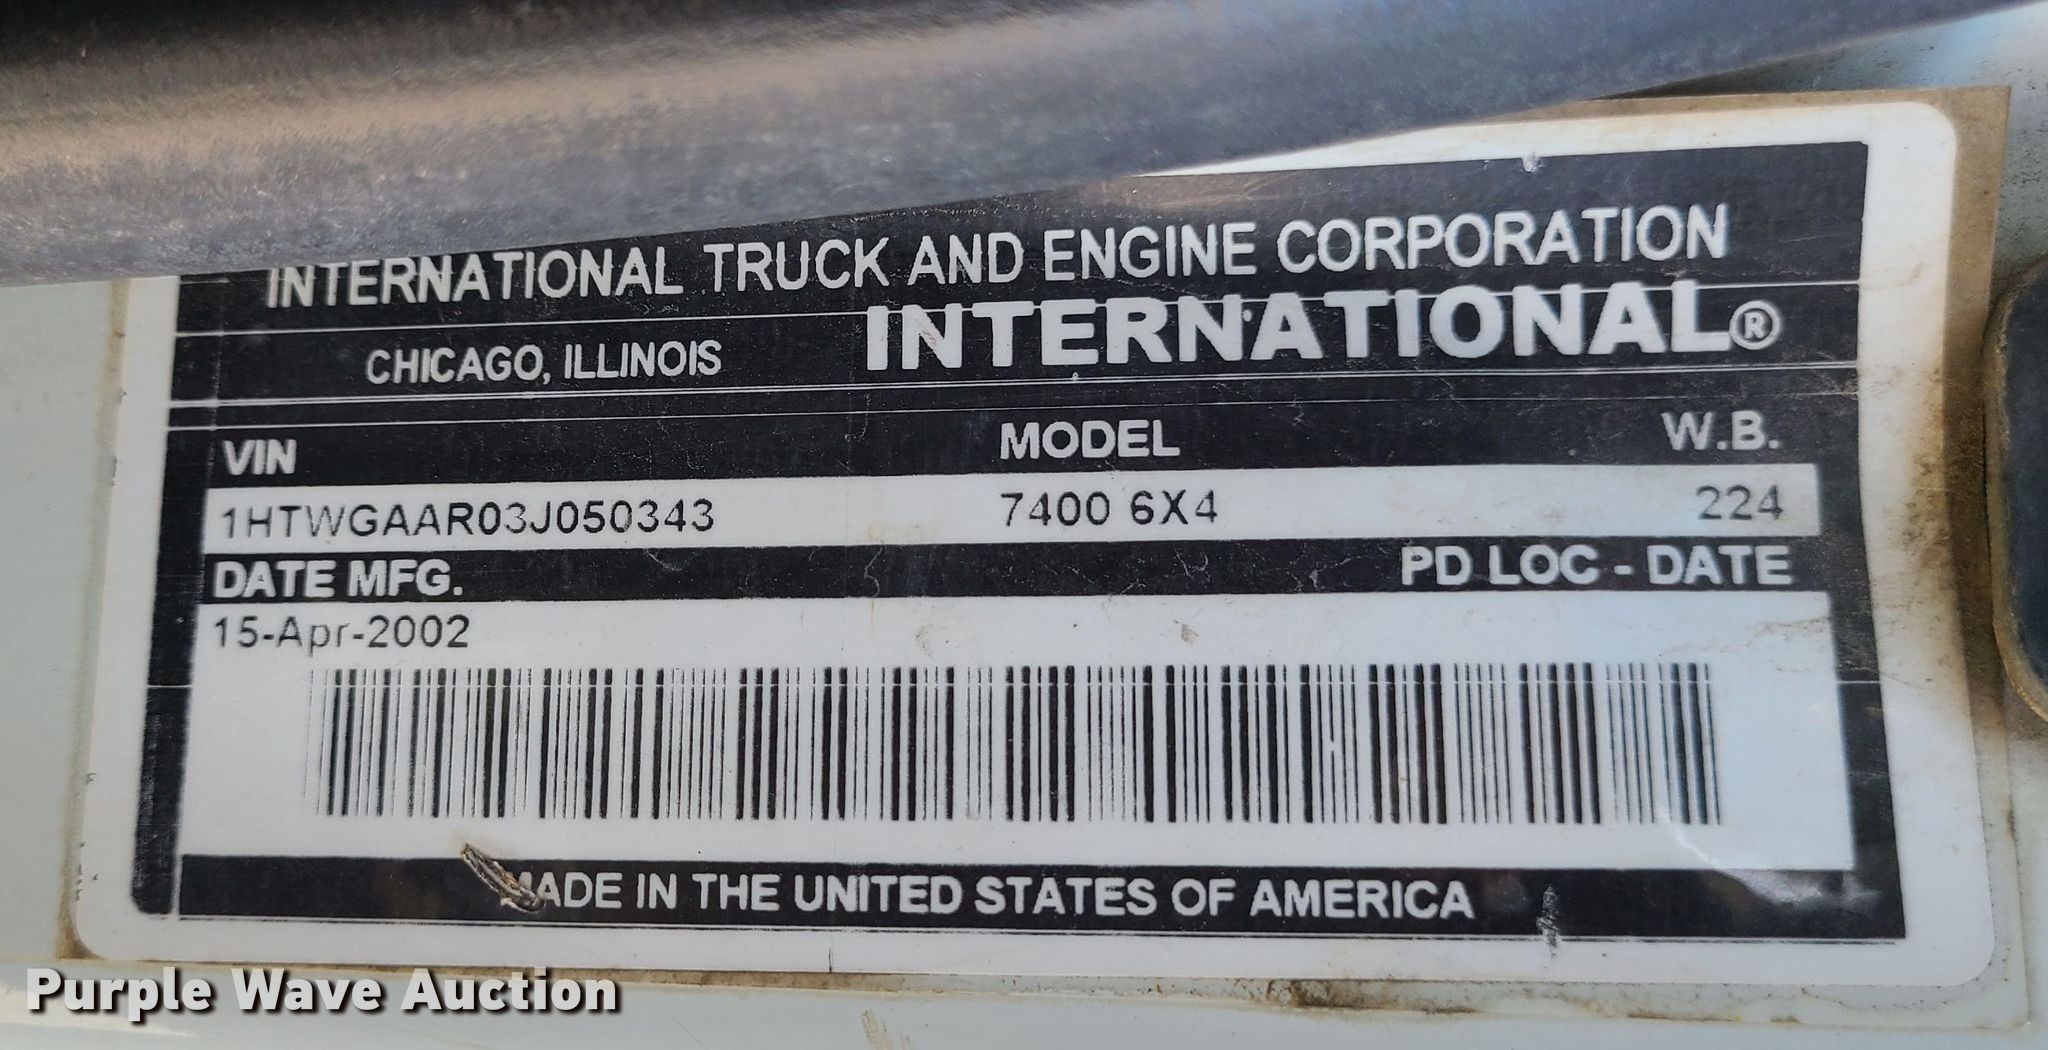 INTERNATIONAL TRUCK AND ENGINE CORPORATION
CHICAGO, ILLINOIS INTERNATIONAL®
VIN MODEL W.B.
1HTWGAAR03J050343 7400 6X4 224
DATE MFG. PD LOC - DATE
15-Apr-2002
MADE IN THE UNITED STATES OF AMERICA
Purple Wave Auction